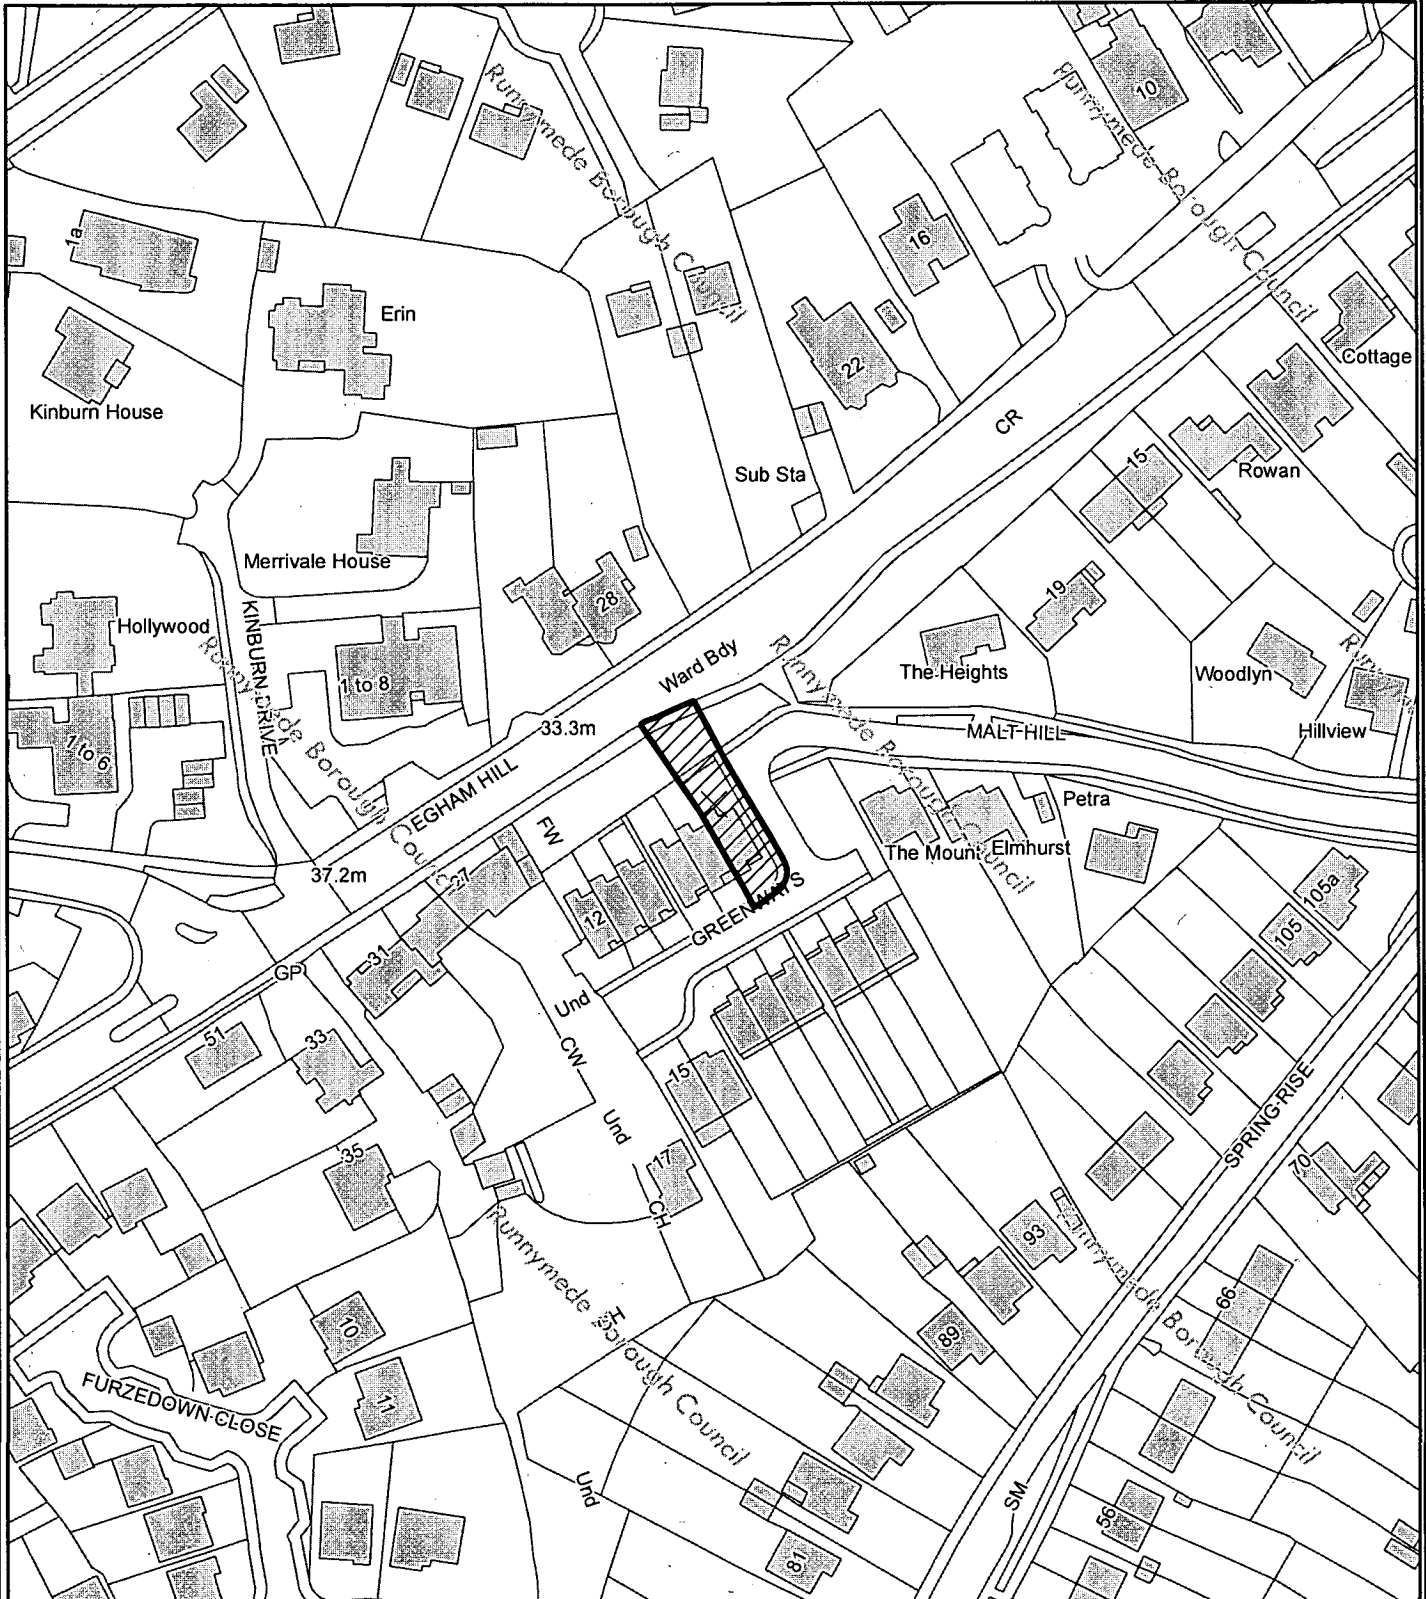 10
Runnymede Borough Council
Runnymede Borough Council
1a
16
Erin
Cottage
22
Kinburn House
CR
15
Rowan
Sub Sta
Merrivale House
19
28
Hollywood
KINBURN DRIVE
Runnymede Borough Council
Ward Bdy
Runnymede Borough Council
The Heights
Woodlyn
1 to 8
33.3m
MALT HILL
Hillview
1 to 6
EGHAM HILL
Petra
FW
The Mount
Elmhurst
37.2m
27
105a
12
GREENWAYS
105
31
GP
Und
51
33
CW
15
SPRING RISE
Und
35
17
70
CH
93
Runnymede Borough Council
Runnymede Borough Council
66
10
89
FURZEDOWN CLOSE
11
Und
SM
56
81